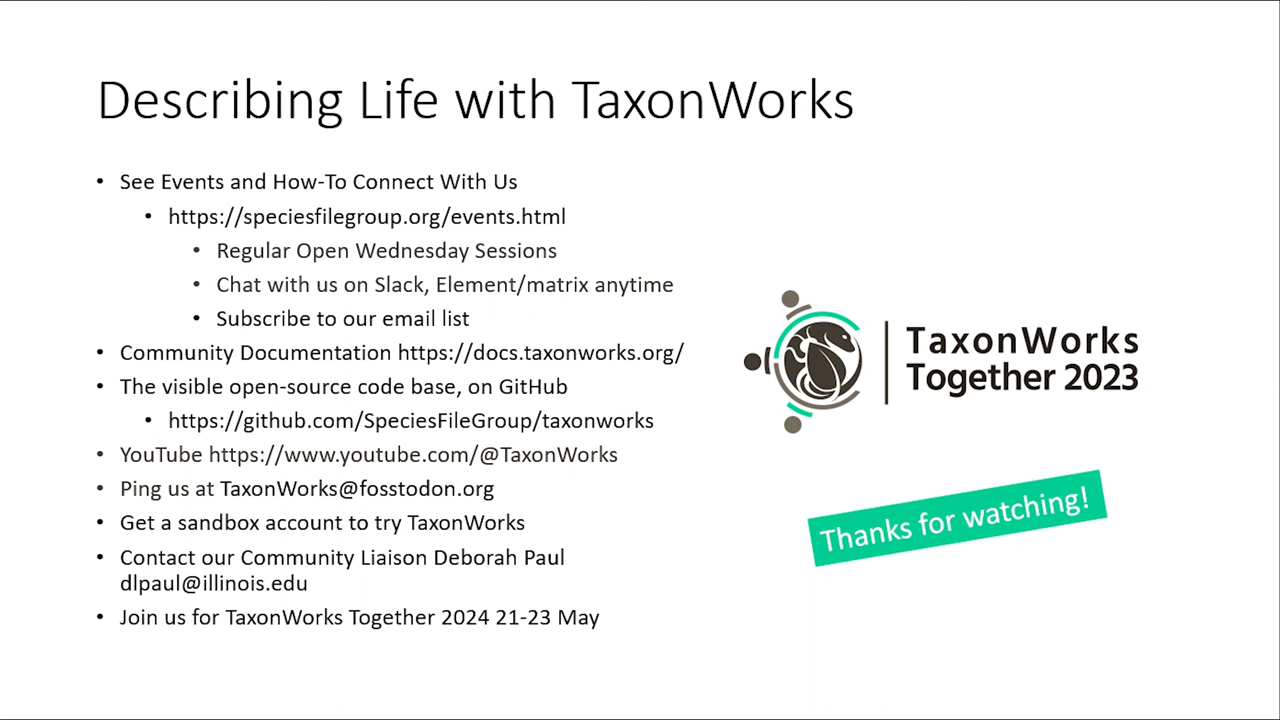 Describing Life with TaxonWorks
• See Events and How-To Connect With Us
• https://speciesfilegroup.org/events.html
• Regular Open Wednesday Sessions
• Chat with us on Slack, Element/matrix anytime
• Subscribe to our email list
• Community Documentation https://docs.taxonworks.org/
• The visible open-source code base, on GitHub
• https://github.com/SpeciesFileGroup/taxonworks
• YouTube https://www.youtube.com/@TaxonWorks
• Ping us at TaxonWorks@fosstodon.org
• Get a sandbox account to try TaxonWorks
• Contact our Community Liaison Deborah Paul
dlpaul@illinois.edu
• Join us for TaxonWorks Together 2024 21-23 May
TaxonWorks
Together 2023
Thanks for watching!